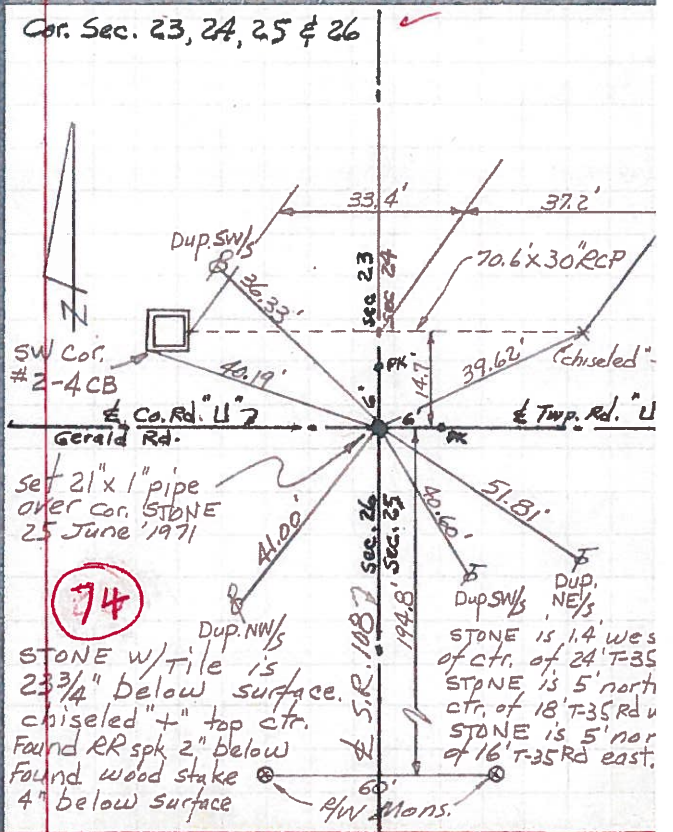 Cor. Sec. 23, 24, 25 & 26
33.4'
37.2'
Dup. SW/s
36.33'
Sec 23
Sec 24
70.6' x 30" RCP
N
SW Cor.
#2-4 CB
40.19'
PK
6'
14.7'
39.62'
(chiseled "-
℄ Co. Rd. "U"
Gerald Rd.
6'
PK
℄ Twp. Rd. "U
set 21" x 1" pipe
over Cor. STONE
25 June '1971
41.00'
Sec. 26
Sec. 25
40.60'
51.81'
74
Dup. NW/s
Dup SW/s
Dup.
NE/s
℄ S.R. 108
194.8'
STONE W/Tile is
23 3/4" below surface.
chiseled "+" top ctr.
Found RR spk 2" below
Found wood stake
4" below surface
STONE is 1.4' wes
of ctr. of 24' T-35
STONE is 5' north
ctr. of 18' T-35 Rd w
STONE is 5' nor
of 16' T-35 Rd east.
60'
R/W Mons.